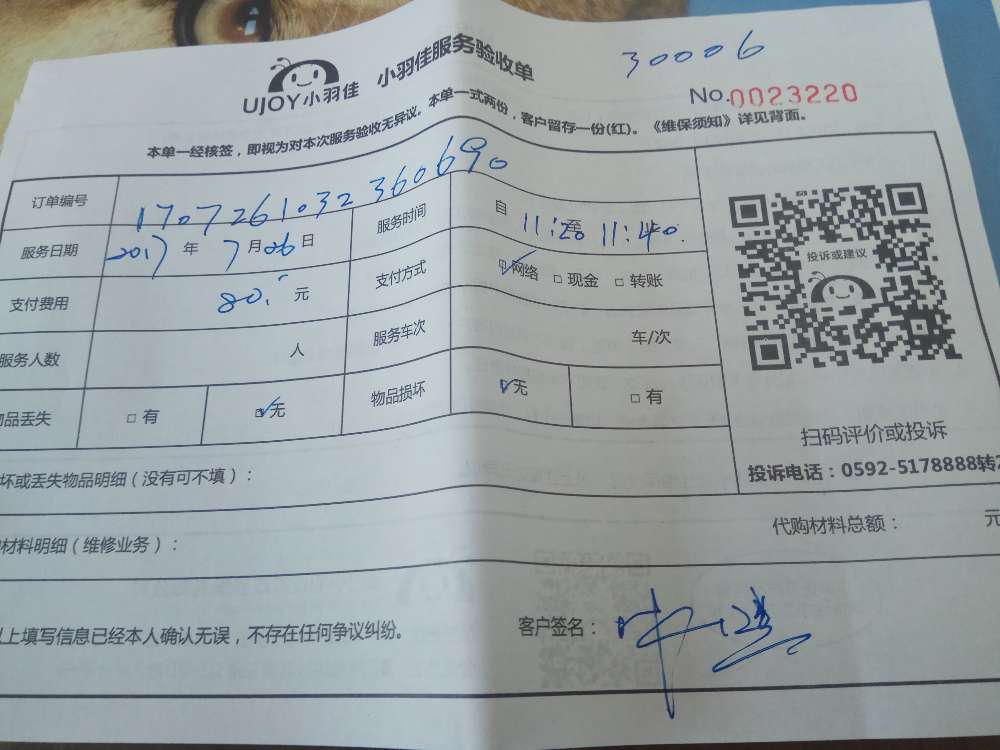 30006
UJOY小羽佳 小羽佳服务验收单
No.0023220
本单一经核签，即视为对本次服务验收无异议。本单一式两份，客户留存一份(红)。《维保须知》详见背面。
订单编号 1707261032360690
服务日期 2017年7月26日 服务时间 自 11:20 至 11:40
支付费用 80.元 支付方式 ☑网络 □现金 □转账
服务人数 人 服务车次 车/次
物品丢失 □有 ☑无 物品损坏 ☑无 □有
投诉或建议
扫码评价或投诉
投诉电话：0592-5178888转2
坏或丢失物品明细（没有可不填）：
代购材料总额： 元
材料明细（维修业务）：
以上填写信息已经本人确认无误，不存在任何争议纠纷。 客户签名：